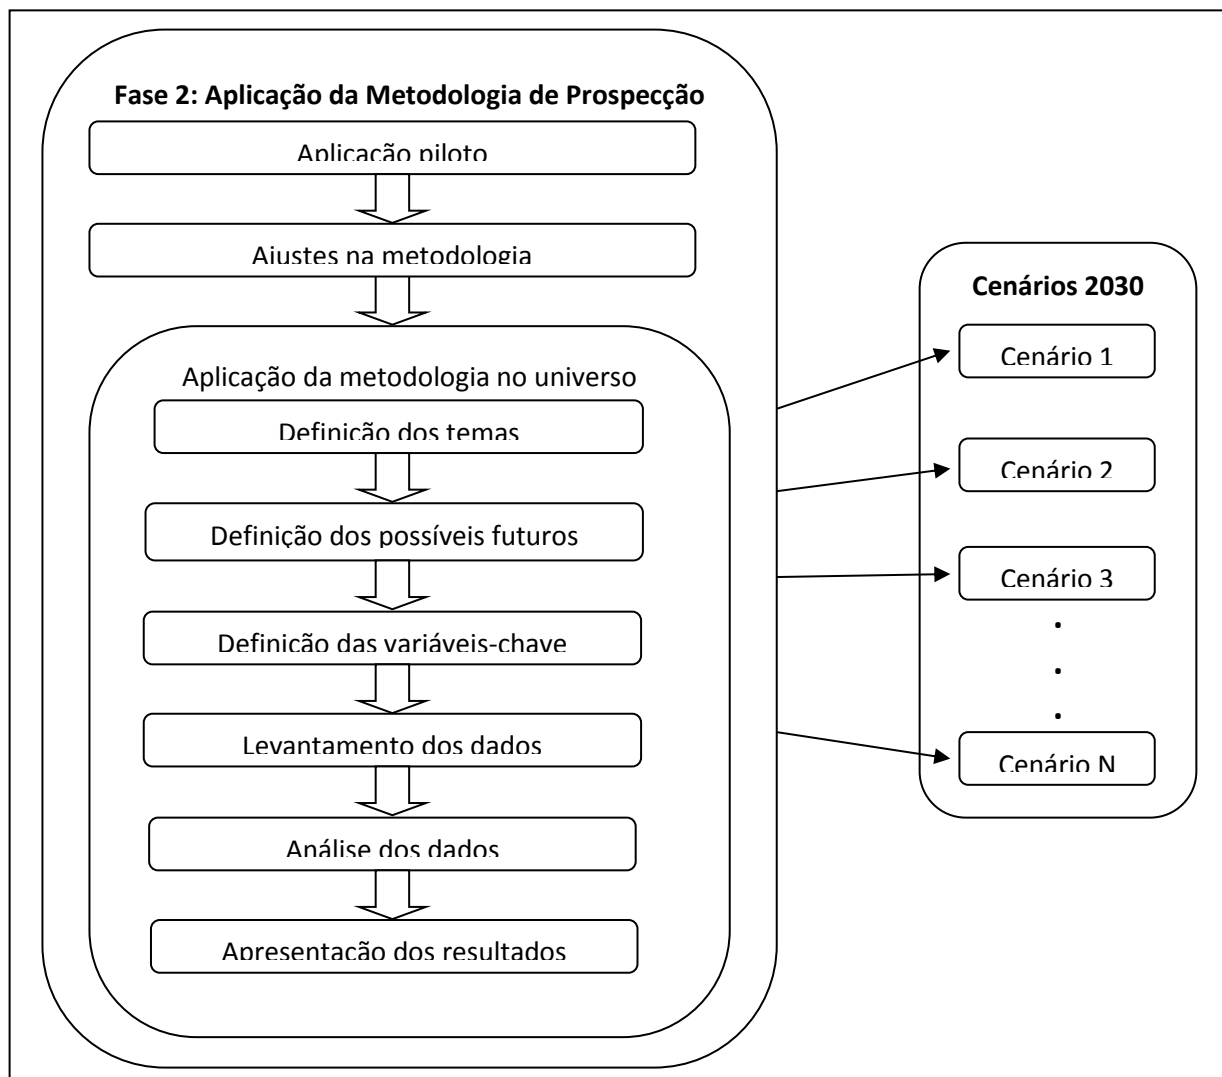 Fase 2: Aplicação da Metodologia de Prospecção
Aplicação piloto
Ajustes na metodologia
Aplicação da metodologia no universo
Definição dos temas
Definição dos possíveis futuros
Definição das variáveis-chave
Levantamento dos dados
Análise dos dados
Apresentação dos resultados
Cenários 2030
Cenário 1
Cenário 2
Cenário 3
.
.
.
Cenário N